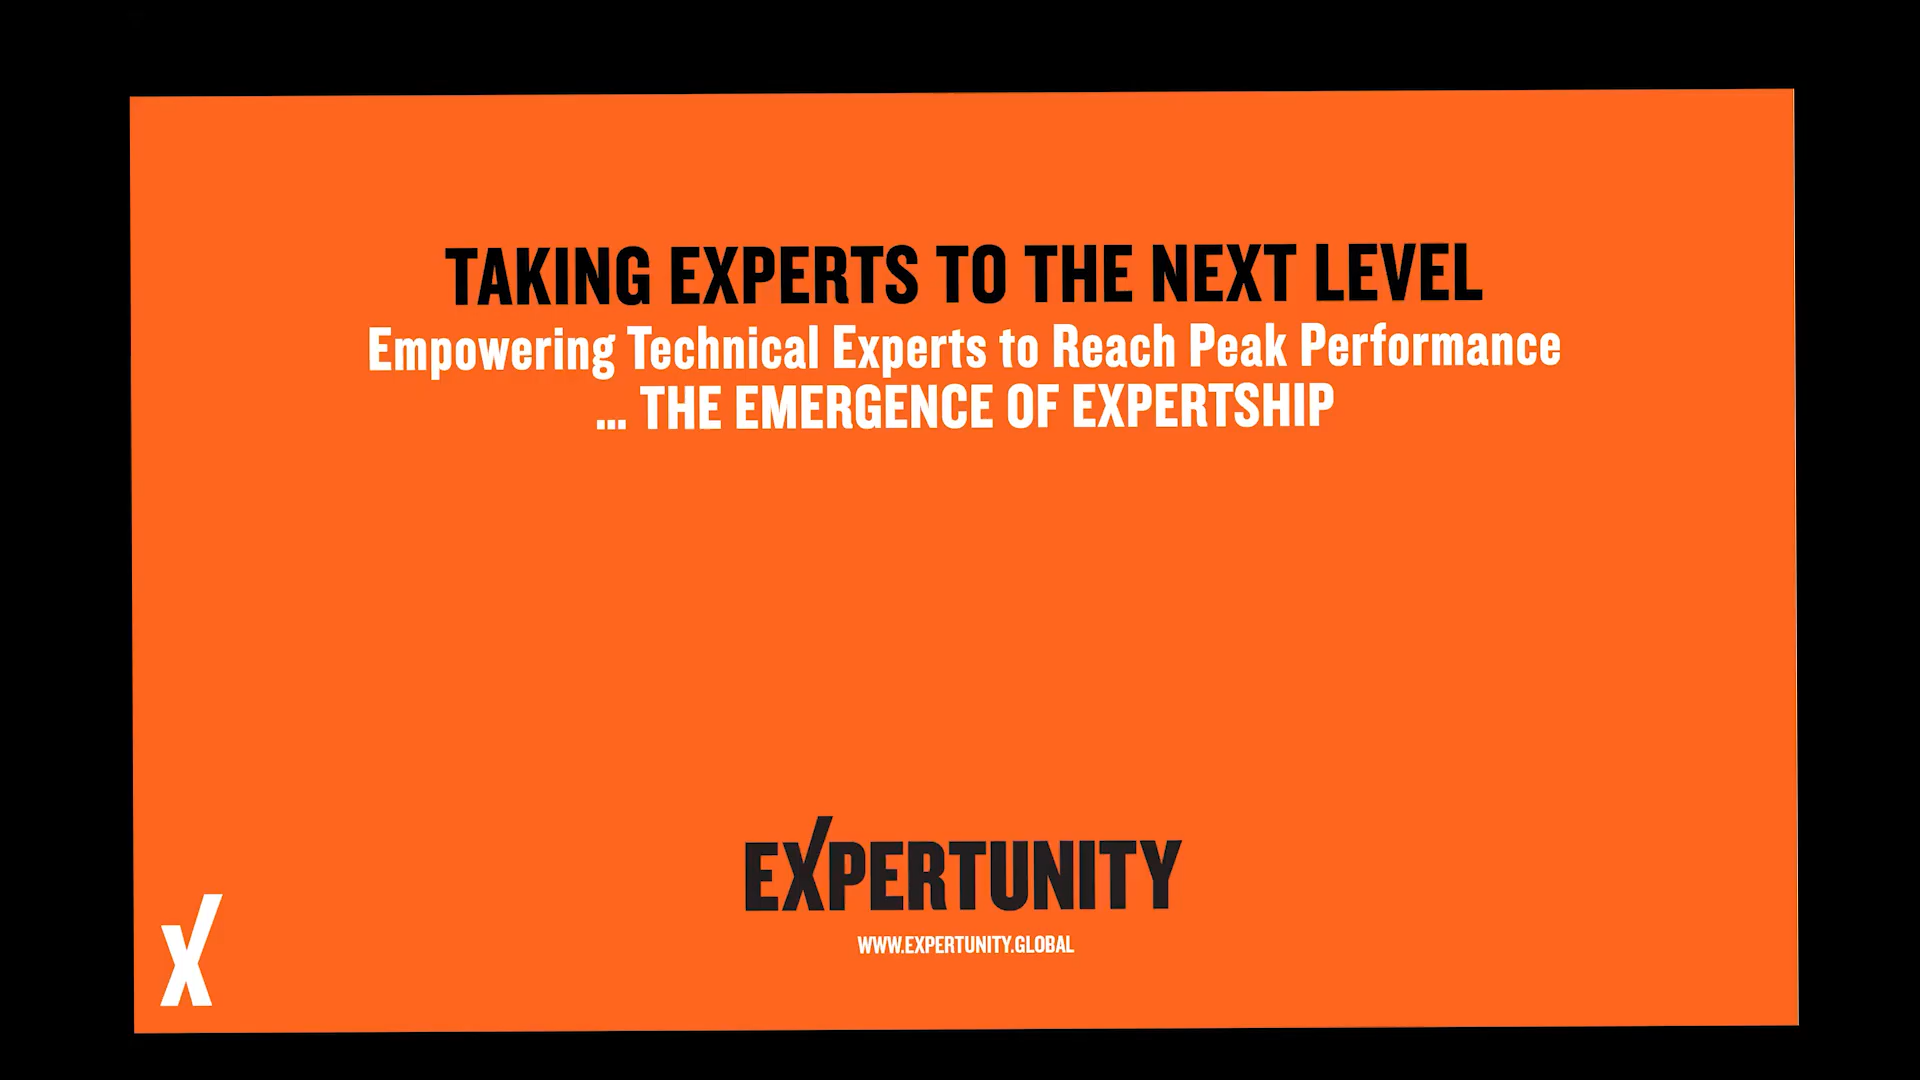 TAKING EXPERTS TO THE NEXT LEVEL
Empowering Technical Experts to Reach Peak Performance
... THE EMERGENCE OF EXPERTSHIP
EXPERTUNITY
WWW.EXPERTUNITY.GLOBAL
X